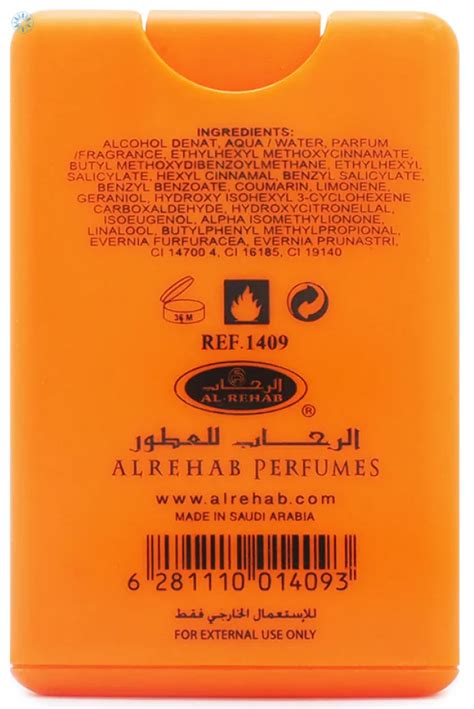 INGREDIENTS:
ALCOHOL DENAT, AQUA / WATER, PARFUM
/FRAGRANCE, ETHYLHEXYL METHOXYCINNAMATE,
BUTYL METHOXYDIBENZOYLMETHANE, ETHYLHEXYL
SALICYLATE, HEXYL CINNAMAL, BENZYL SALICYLATE,
BENZYL BENZOATE, COUMARIN, LIMONENE,
GERANIOL, HYDROXY ISOHEXYL 3-CYCLOHEXENE
CARBOXALDEHYDE, HYDROXYCITRONELLAL,
ISOEUGENOL, ALPHA ISOMETHYLIONONE,
LINALOOL, BUTYLPHENYL METHYLPROPIONAL,
EVERNIA FURFURACEA, EVERNIA PRUNASTRI,
CI 14700 4, CI 16185, CI 19140
36 M
REF.1409
الرحاب
AL-REHAB
®
الرحاب للعطور
ALREHAB PERFUMES
www.alrehab.com
MADE IN SAUDI ARABIA
6 281110 014093
للإستعمال الخارجي فقط
FOR EXTERNAL USE ONLY